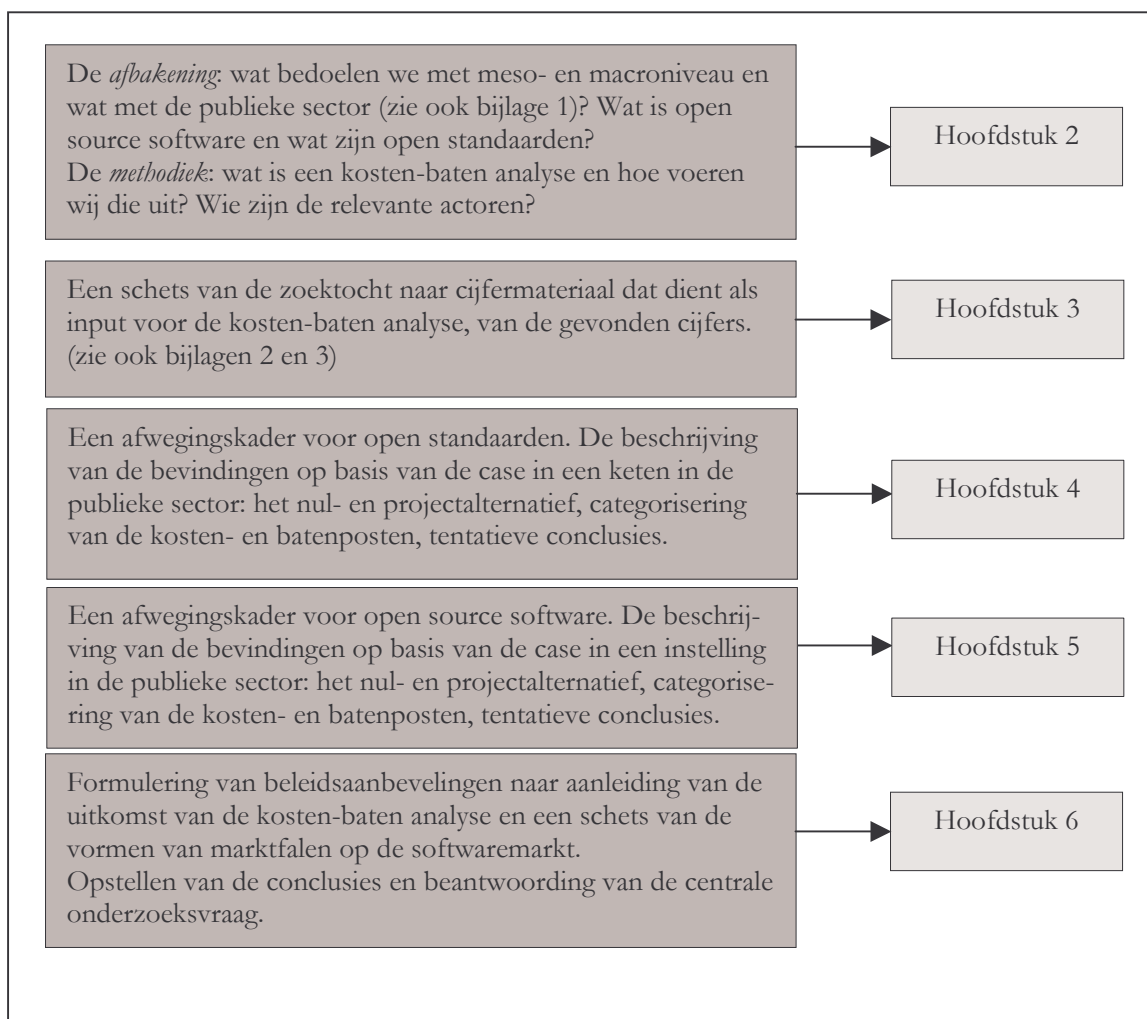 De afbakening: wat bedoelen we met meso- en macroniveau en
wat met de publieke sector (zie ook bijlage 1)? Wat is open
source software en wat zijn open standaarden?
De methodiek: wat is een kosten-baten analyse en hoe voeren
wij die uit? Wie zijn de relevante actoren?
Hoofdstuk 2
Een schets van de zoektocht naar cijfermateriaal dat dient als
input voor de kosten-baten analyse, van de gevonden cijfers.
(zie ook bijlagen 2 en 3)
Hoofdstuk 3
Een afwegingskader voor open standaarden. De beschrijving
van de bevindingen op basis van de case in een keten in de
publieke sector: het nul- en projectalternatief, categorisering
van de kosten- en batenposten, tentatieve conclusies.
Hoofdstuk 4
Een afwegingskader voor open source software. De beschrij-
ving van de bevindingen op basis van de case in een instelling
in de publieke sector: het nul- en projectalternatief, categorise-
ring van de kosten- en batenposten, tentatieve conclusies.
Hoofdstuk 5
Formulering van beleidsaanbevelingen naar aanleiding van de
uitkomst van de kosten-baten analyse en een schets van de
vormen van marktfalen op de softwaremarkt.
Opstellen van de conclusies en beantwoording van de centrale
onderzoeksvraag.
Hoofdstuk 6